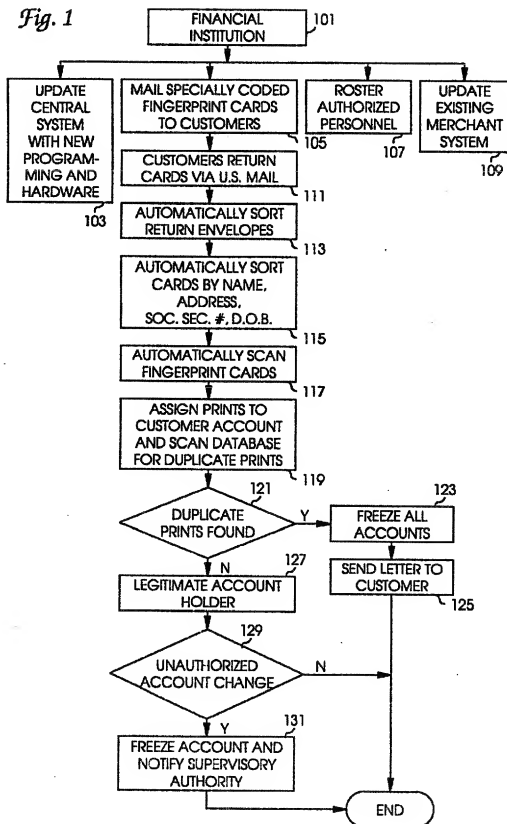 Fig. 1
FINANCIAL
INSTITUTION
101
UPDATE
CENTRAL
SYSTEM
WITH NEW
PROGRAM-
MING AND
HARDWARE
103
MAIL SPECIALLY CODED
FINGERPRINT CARDS
TO CUSTOMERS
105
ROSTER
AUTHORIZED
PERSONNEL
107
UPDATE
EXISTING
MERCHANT
SYSTEM
109
CUSTOMERS RETURN
CARDS VIA U.S. MAIL
111
AUTOMATICALLY SORT
RETURN ENVELOPES
113
AUTOMATICALLY SORT
CARDS BY NAME,
ADDRESS,
SOC. SEC. #, D.O.B.
115
AUTOMATICALLY SCAN
FINGERPRINT CARDS
117
ASSIGN PRINTS TO
CUSTOMER ACCOUNT
AND SCAN DATABASE
FOR DUPLICATE PRINTS
119
121
DUPLICATE
PRINTS FOUND
Y
123
FREEZE ALL
ACCOUNTS
SEND LETTER TO
CUSTOMER
125
N
127
LEGITIMATE ACCOUNT
HOLDER
129
UNAUTHORIZED
ACCOUNT CHANGE
N
Y
131
FREEZE ACCOUNT AND
NOTIFY SUPERVISORY
AUTHORITY
END